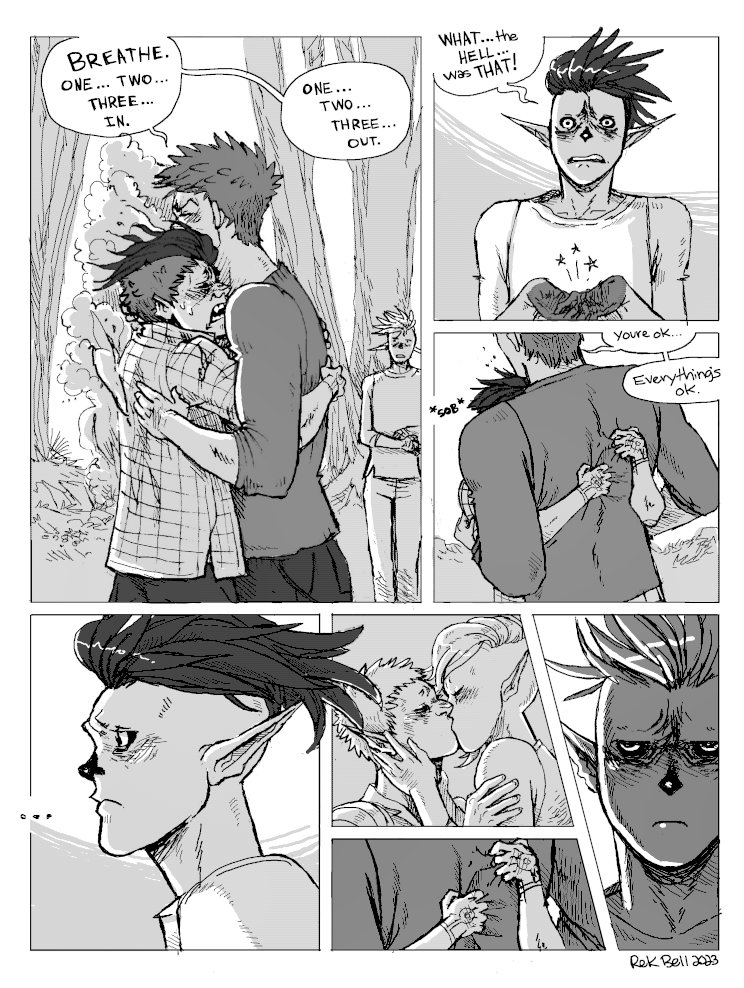 BREATHE.
ONE... TWO...
THREE...
IN.
ONE...
TWO...
THREE...
OUT.
WHAT...the
HELL...
was THAT!
You're ok...
Everything's
ok.
*SOB*
...
Rek Bell 2023